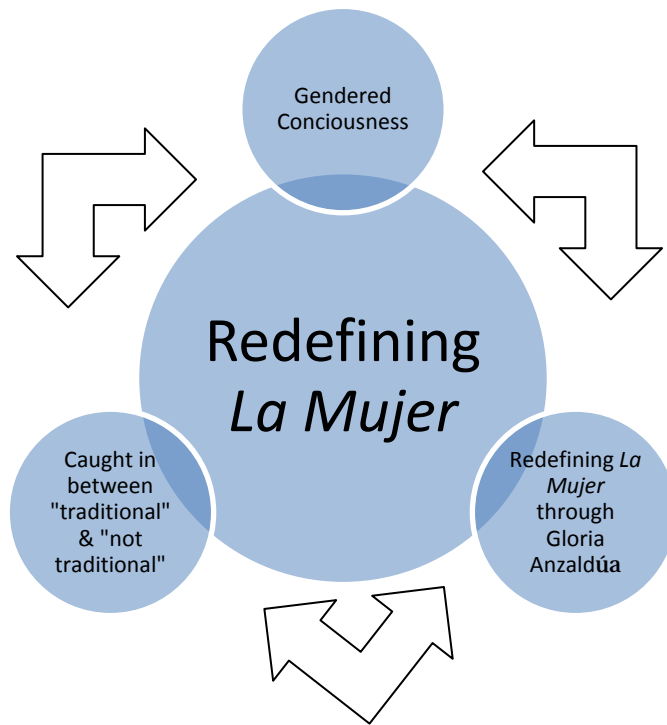 Gendered
Conciousness
Redefining
La Mujer
Caught in
between
"traditional"
& "not
traditional"
Redefining La
Mujer
through
Gloria
Anzaldúa